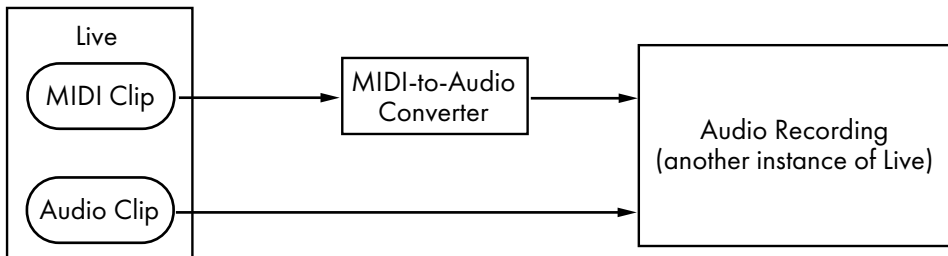 Live
MIDI Clip
MIDI-to-Audio
Converter
Audio Recording
(another instance of Live)
Audio Clip